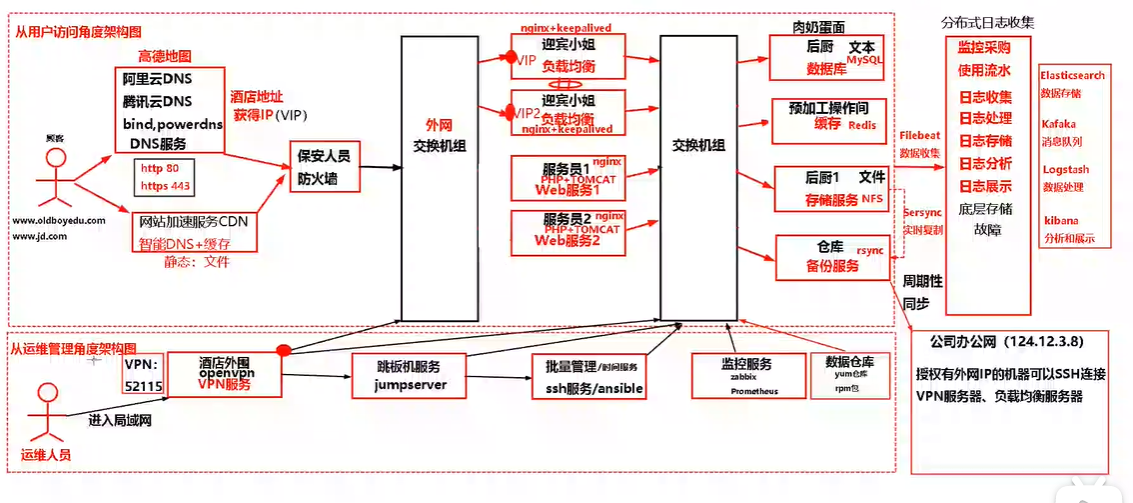 从用户访问角度架构图
高德地图
阿里云DNS
腾讯云DNS
bind,powerdns
DNS服务
酒店地址
获得IP(VIP)
顾客
http 80
https 443
www.oldboyedu.com
www.jd.com
网站加速服务CDN
智能DNS+缓存
静态：文件
保安人员
防火墙
外网
交换机组
nginx+keepalived
迎宾小姐
VIP
负载均衡
迎宾小姐
VIP2
负载均衡
nginx+keepalived
服务员1
nginx
PHP+TOMCAT
Web服务1
服务员2
nginx
PHP+TOMCAT
Web服务2
交换机组
肉奶蛋面
后厨 文本
数据库 MySQL
预加工操作间
缓存 Redis
后厨1 文件
存储服务 NFS
仓库
rsync
备份服务
Filebeat
数据收集
Sersync
实时复制
周期性
同步
分布式日志收集
监控采购
使用流水
日志收集
日志处理
日志存储
日志分析
日志展示
底层存储
故障
Elasticsearch
数据存储
Kafaka
消息队列
Logstash
数据处理
kibana
分析和展示
从运维管理角度架构图
VPN：
52115
酒店外围
openvpn
VPN服务
跳板机服务
jumpserver
批量管理/时间服务
ssh服务/ansible
监控服务
zabbix
Prometheus
数据仓库
yum仓库
rpm包
进入局域网
运维人员
公司办公网（124.12.3.8）
授权有外网IP的机器可以SSH连接
VPN服务器、负载均衡服务器